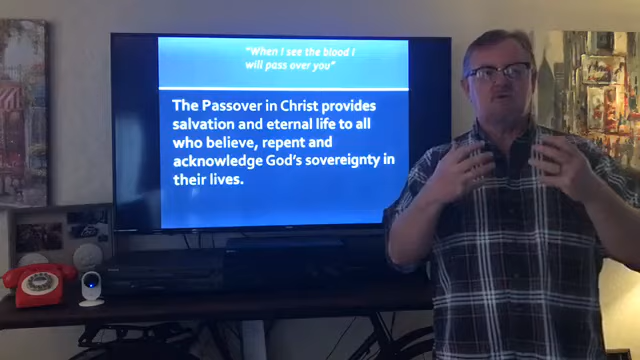 "When I see the blood I
will pass over you"
The Passover in Christ provides
salvation and eternal life to all
who believe, repent and
acknowledge God's sovereignty in
their lives.